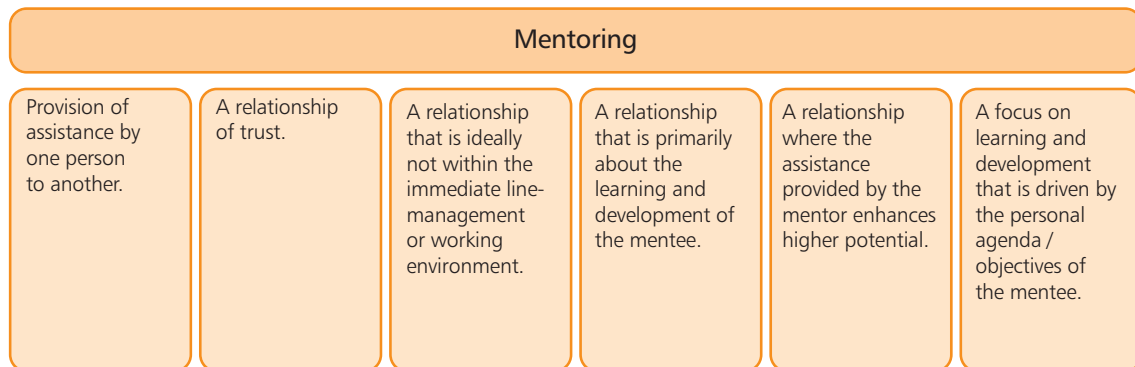 Mentoring
Provision of
assistance by
one person
to another.
A relationship
of trust.
A relationship
that is ideally
not within the
immediate line-
management
or working
environment.
A relationship
that is primarily
about the
learning and
development of
the mentee.
A relationship
where the
assistance
provided by the
mentor enhances
higher potential.
A focus on
learning and
development
that is driven by
the personal
agenda /
objectives of
the mentee.